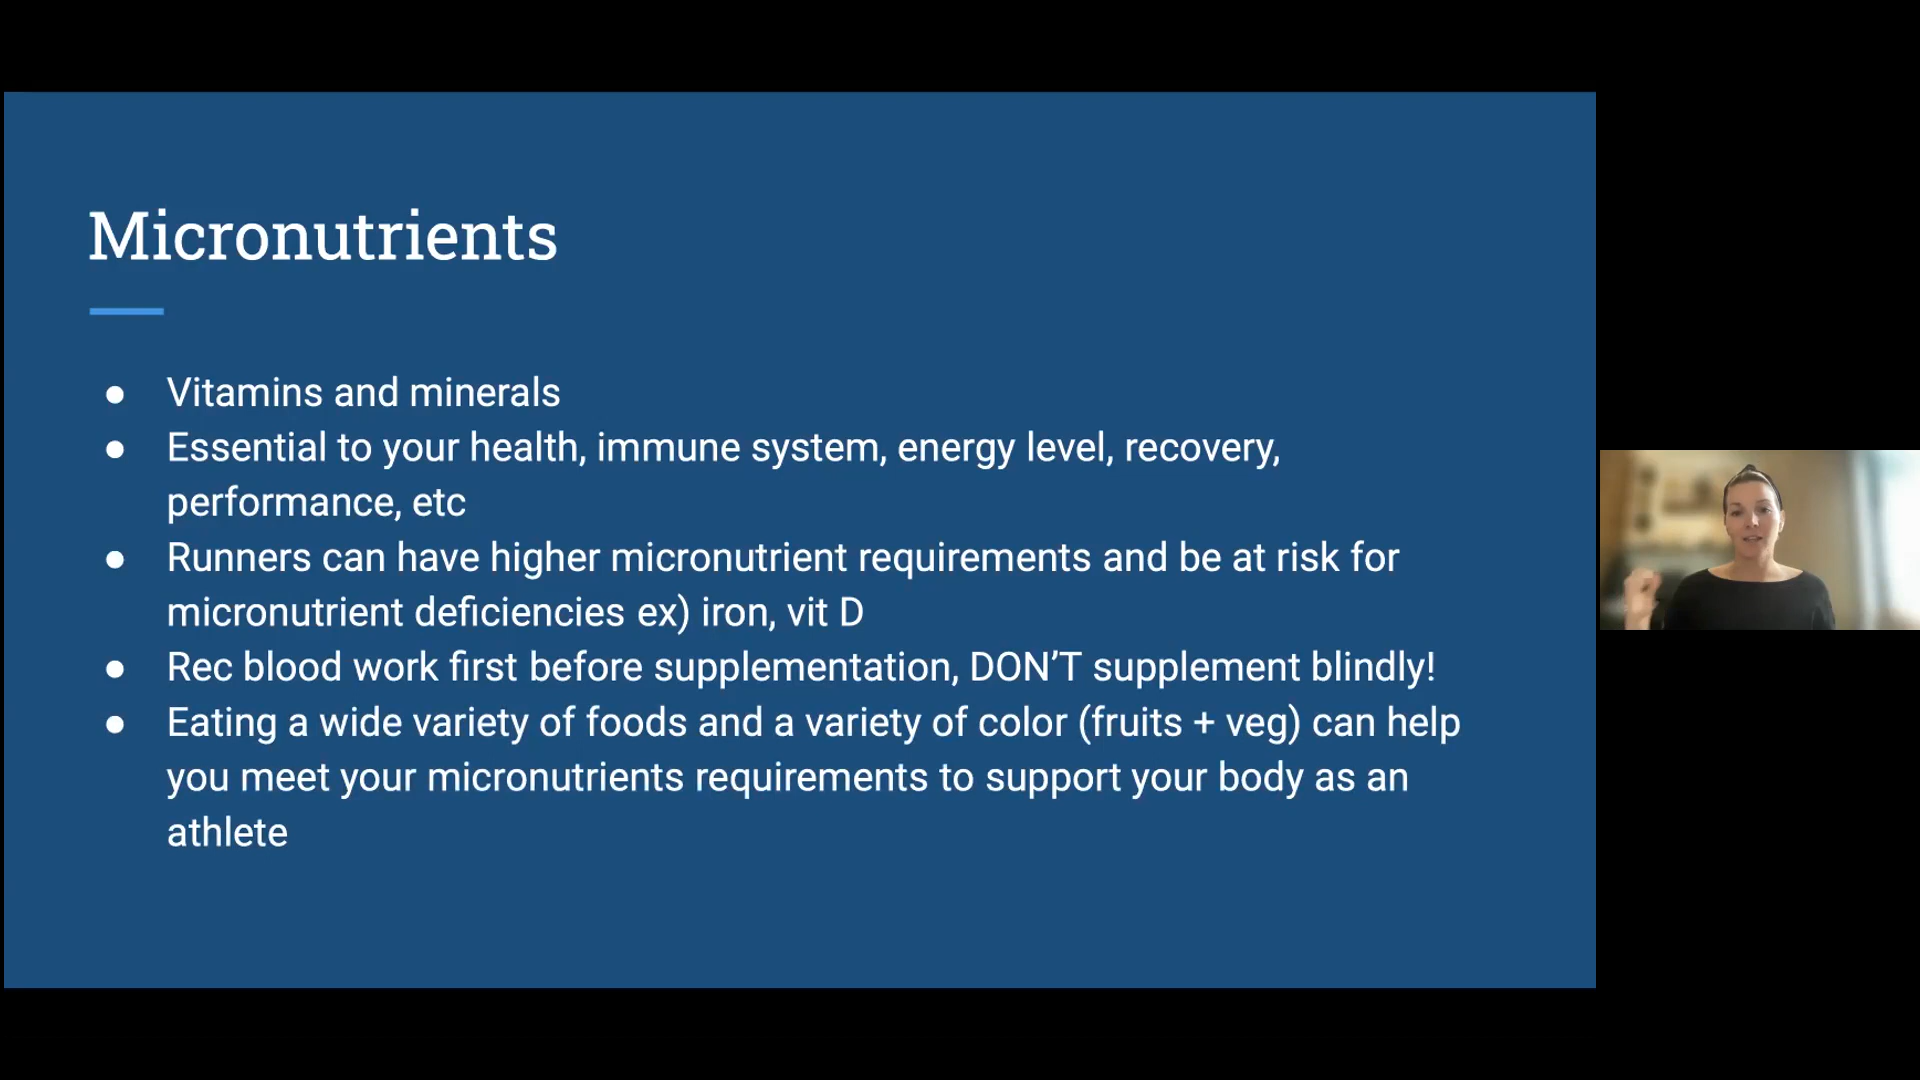 Micronutrients
● Vitamins and minerals
● Essential to your health, immune system, energy level, recovery,
performance, etc
● Runners can have higher micronutrient requirements and be at risk for
micronutrient deficiencies ex) iron, vit D
● Rec blood work first before supplementation, DON’T supplement blindly!
● Eating a wide variety of foods and a variety of color (fruits + veg) can help
you meet your micronutrients requirements to support your body as an
athlete